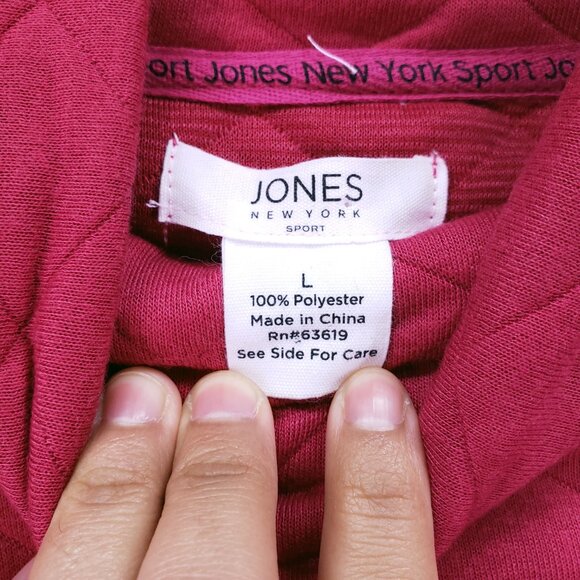 ort Jones New York Sport Jo
JONES
NEW YORK
SPORT
L
100% Polyester
Made in China
Rn#63619
See Side For Care